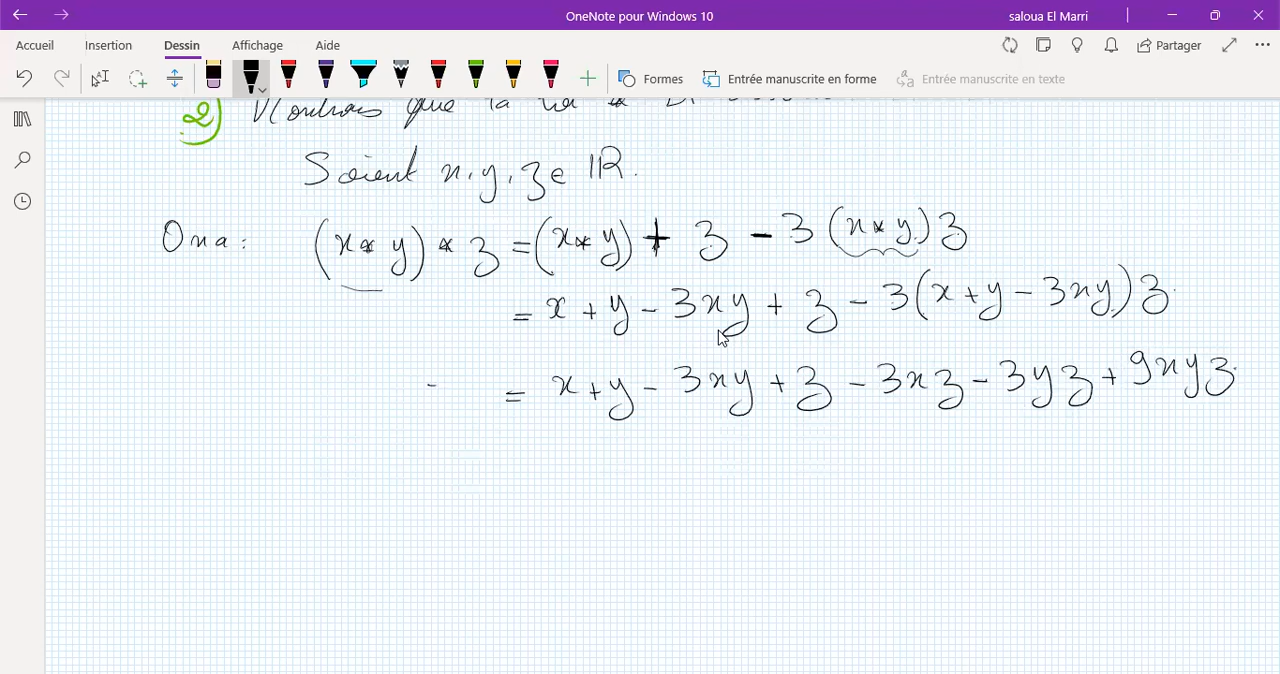 OneNote pour Windows 10
saloua El Marri
Accueil Insertion Dessin Affichage Aide
Partager
Formes Entrée manuscrite en forme Entrée manuscrite en texte
2) Montrons que la loi *
Soient x, y, z ∈ IR.
On a : (x * y) * z = (x * y) + z - 3 (x * y) z
= x + y - 3xy + z - 3(x + y - 3xy) z.
= x + y - 3xy + z - 3xz - 3yz + 9xyz.